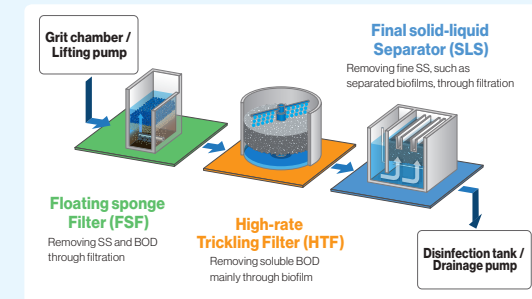 Grit chamber /
Lifting pump
Final solid-liquid
Separator (SLS)
Removing fine SS, such as
separated biofilms, through filtration
Floating sponge
Filter (FSF)
Removing SS and BOD
through filtration
High-rate
Trickling Filter (HTF)
Removing soluble BOD
mainly through biofilm
Disinfection tank /
Drainage pump